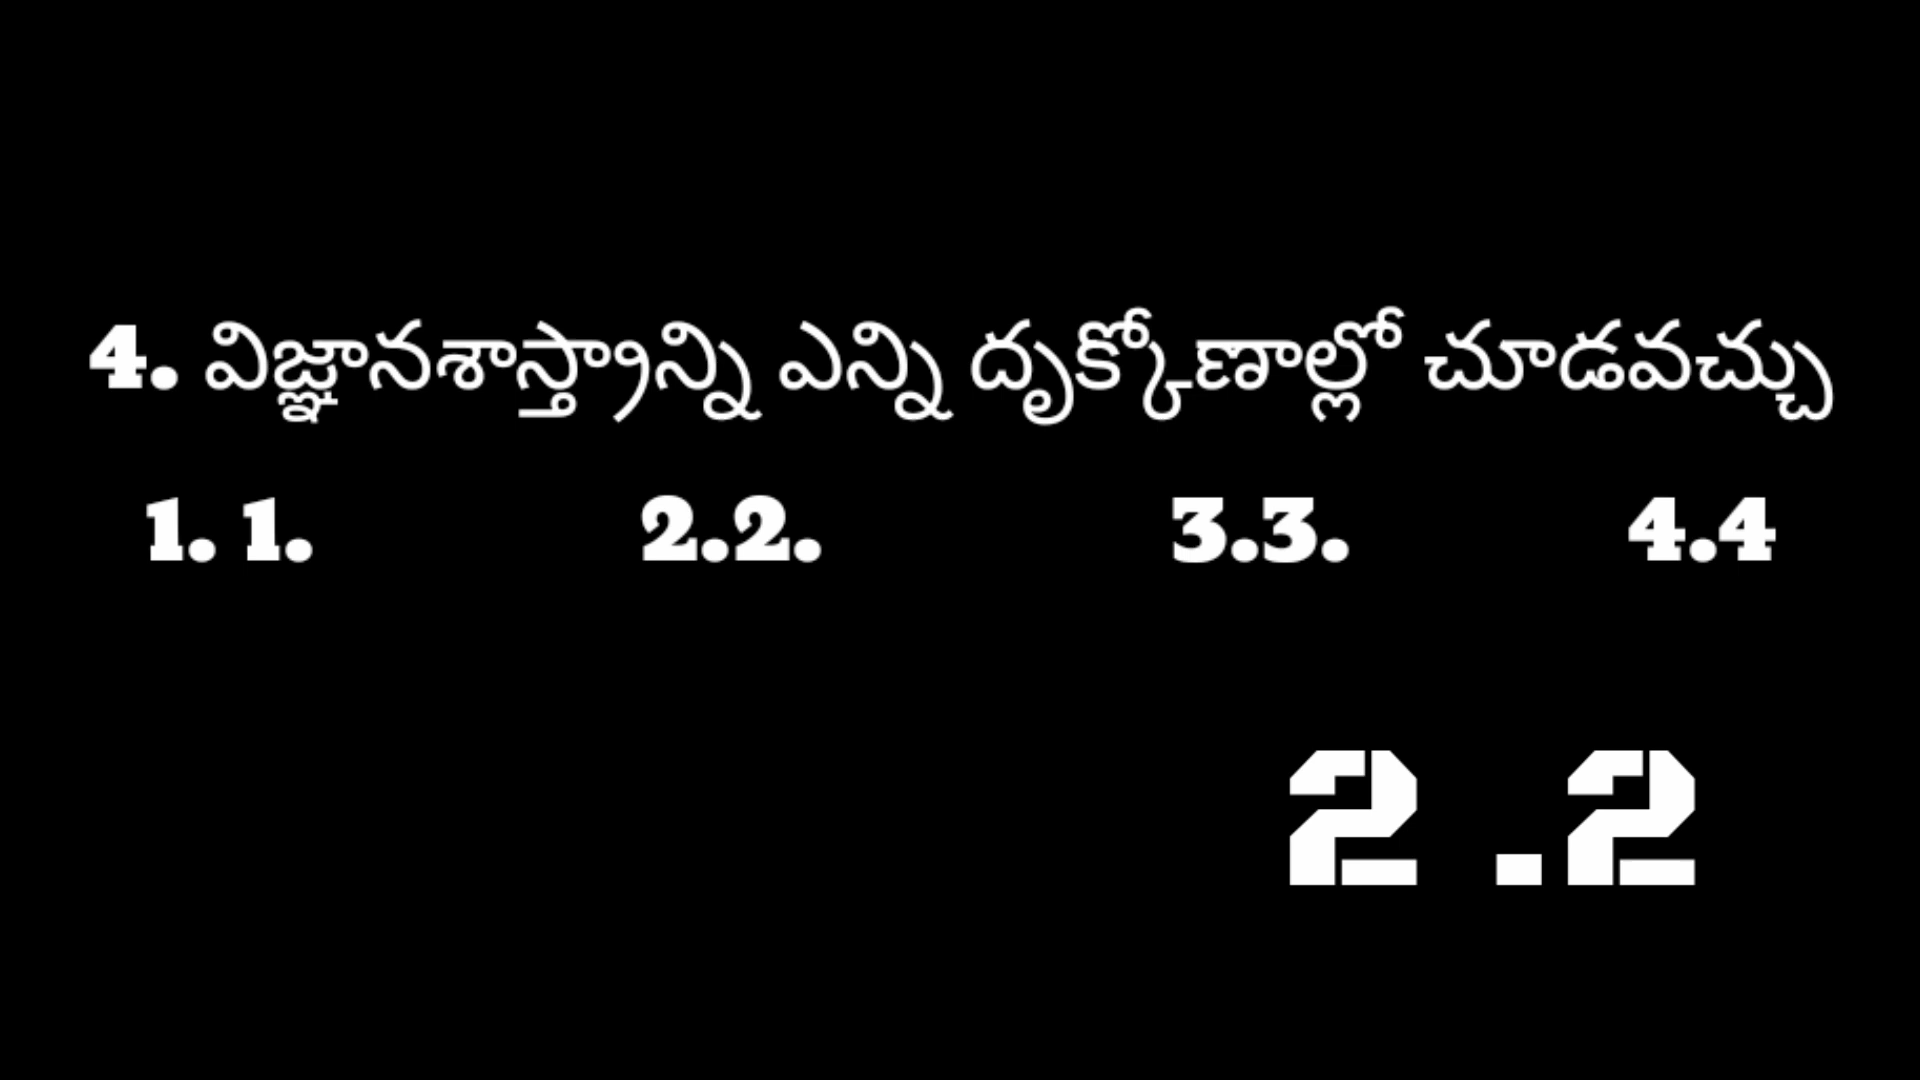 4. విజ్ఞానశాస్త్రాన్ని ఎన్ని దృక్కోణాల్లో చూడవచ్చు
1. 1. 2.2. 3.3. 4.4
2 .2